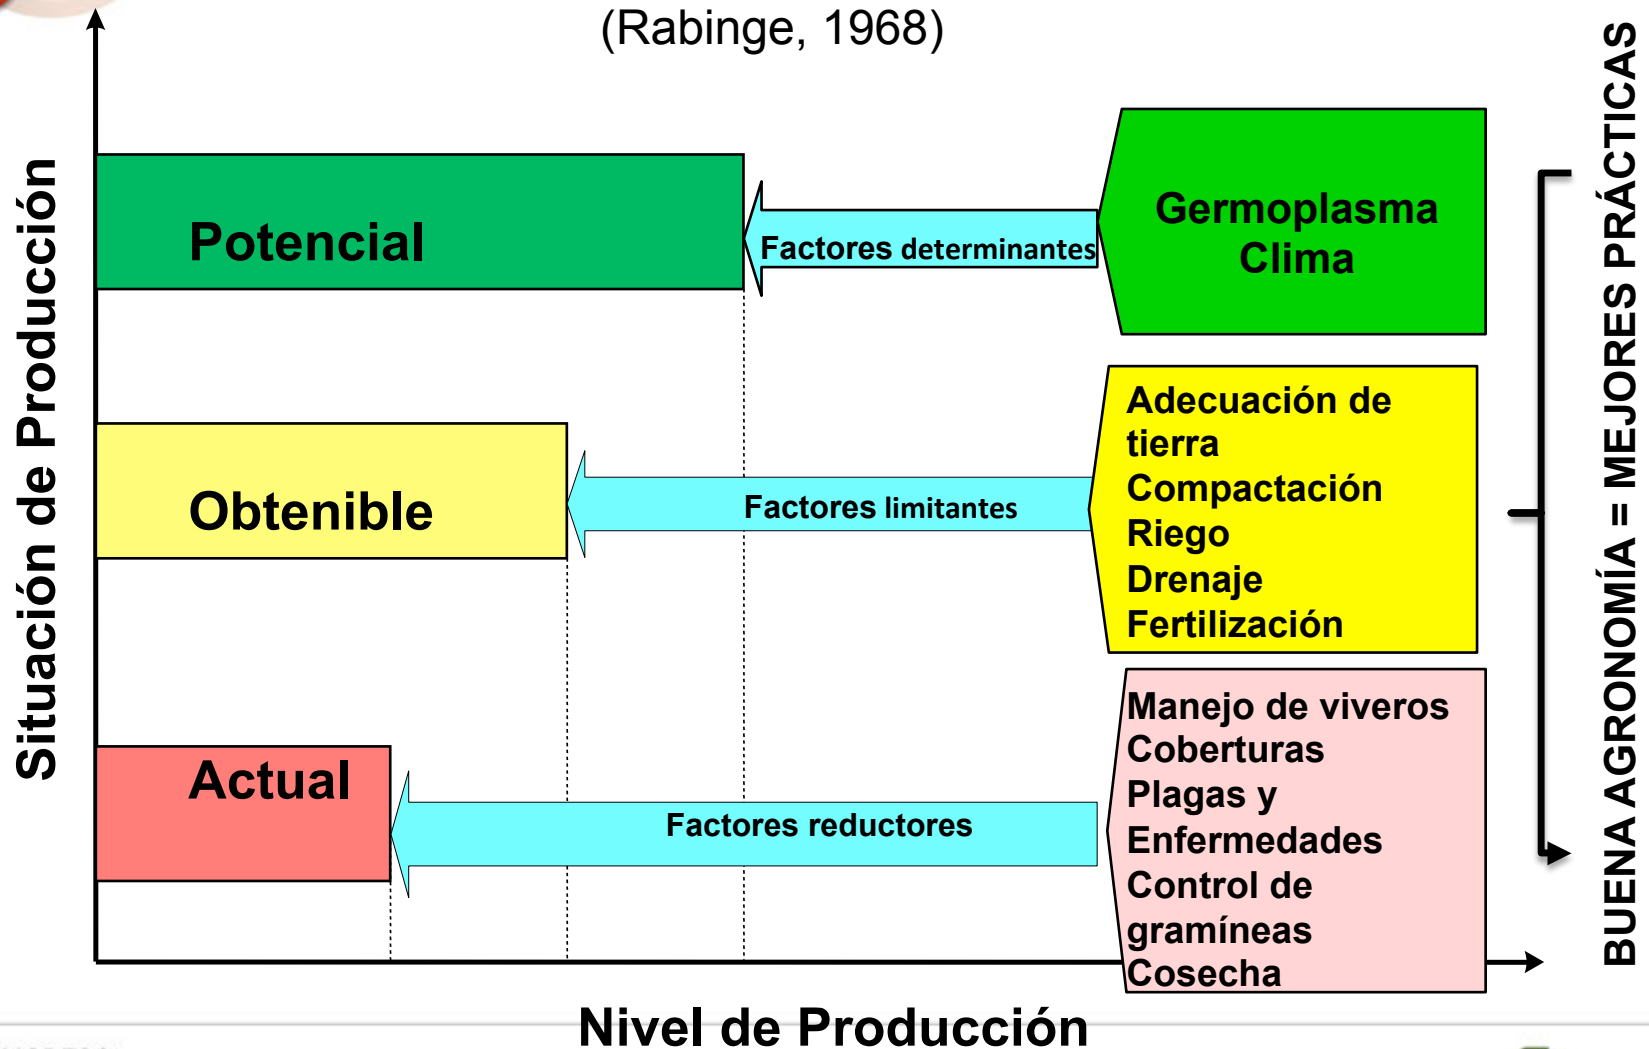 (Rabinge, 1968)
Situación de Producción
Potencial
Factores determinantes
Germoplasma
Clima
Obtenible
Factores limitantes
Adecuación de
tierra
Compactación
Riego
Drenaje
Fertilización
Actual
Factores reductores
Manejo de viveros
Coberturas
Plagas y
Enfermedades
Control de
gramíneas
Cosecha
Nivel de Producción
BUENA AGRONOMÍA = MEJORES PRÁCTICAS